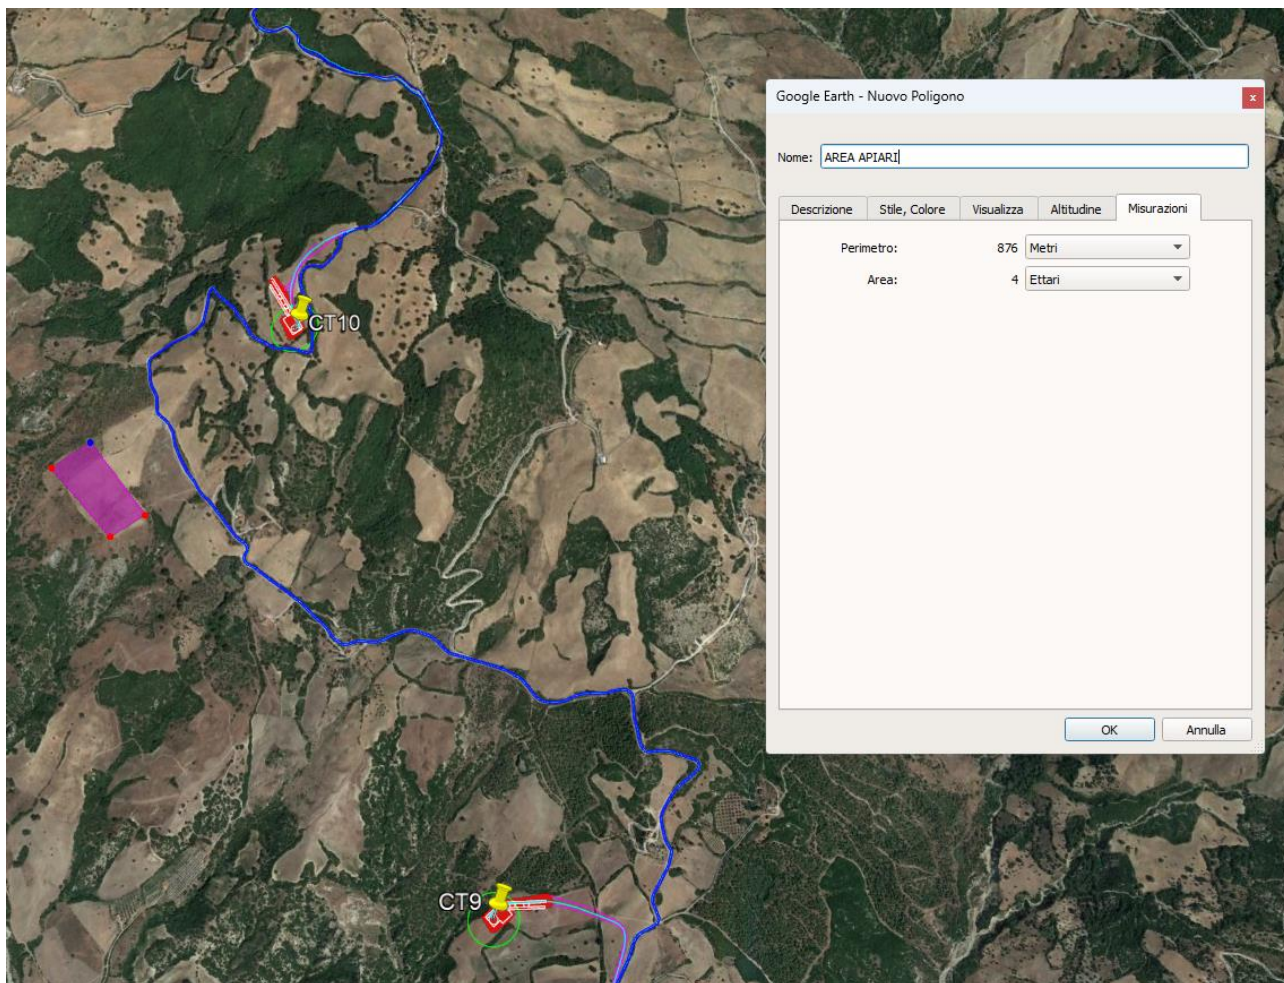 Google Earth - Nuovo Poligono
x
Nome: AREA APIARI
Descrizione Stile, Colore Visualizza Altitudine Misurazioni
Perimetro: 876 Metri
Area: 4 Ettari
CT10
OK Annulla
CT9